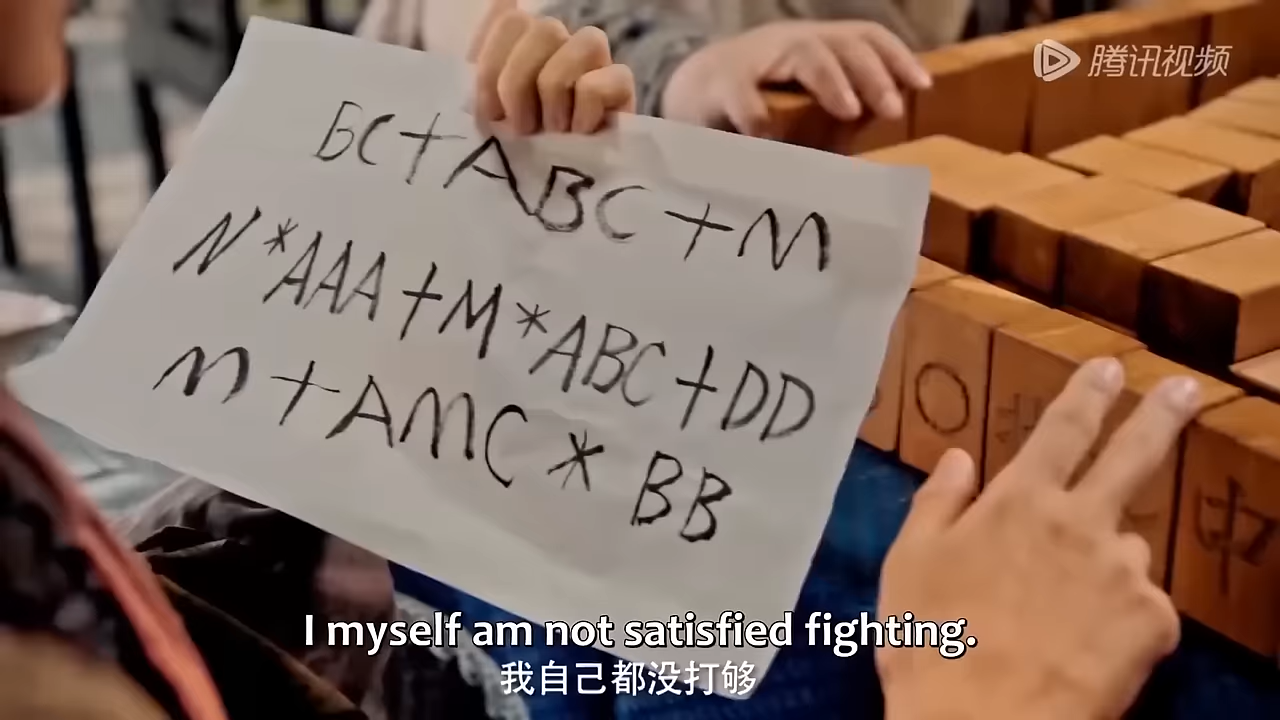 腾讯视频
BC+ABC+M
N*AAA+M*ABC+DD
M+AMC*BB
中
I myself am not satisfied fighting.
我自己都没打够